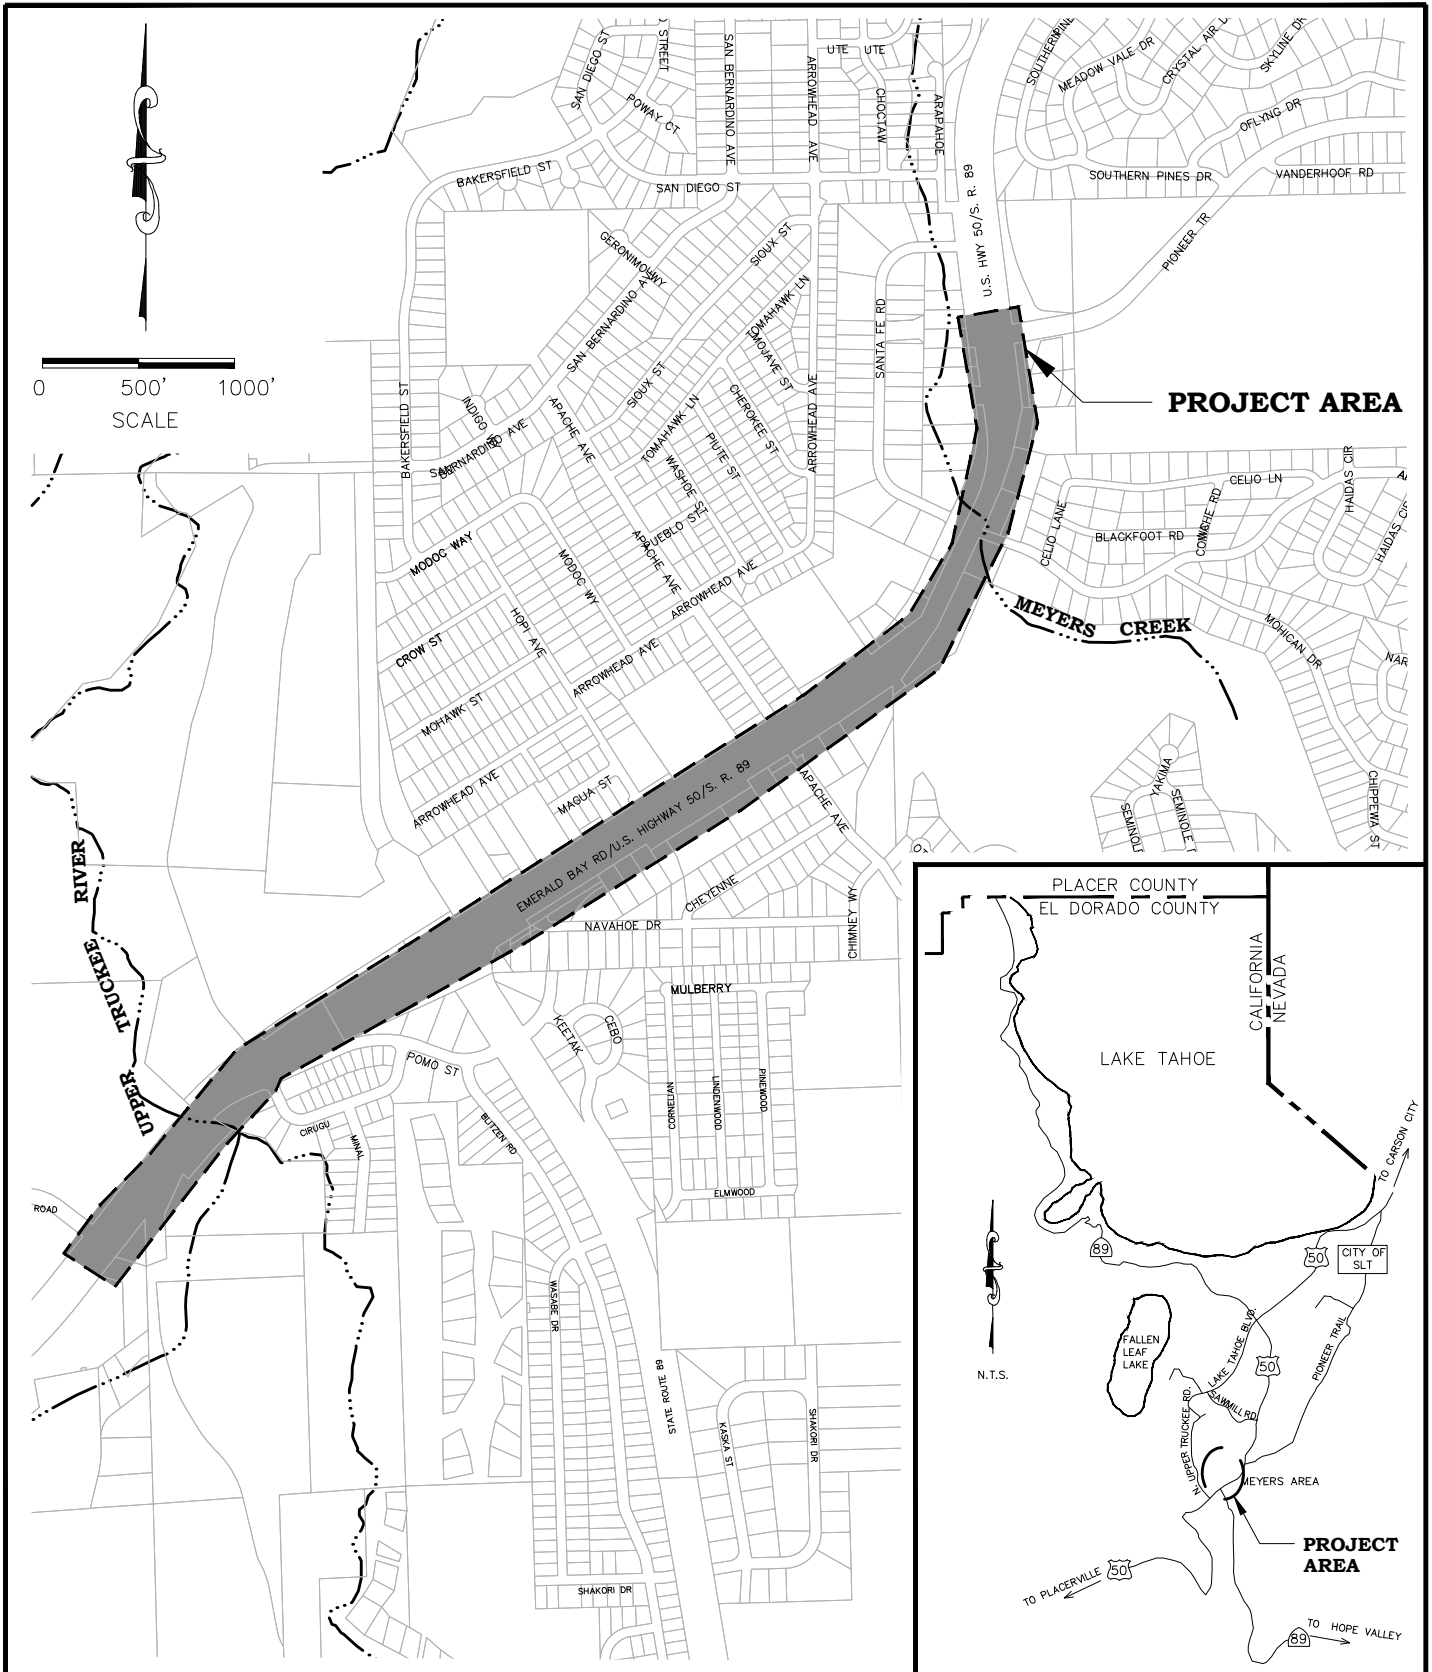 SAN DIEGO ST
STREET
SAN BERNARDINO AVE
ARROWHEAD AVE
UTE UTE
CHOCTAW
ARAPAHOE
MEADOW VALE DR
CRYSTAL AIR
SKYLINE DR
OFLYNG DR
POWAY CT
BAKERSFIELD ST
SAN DIEGO ST
U.S. HWY 50/S. R. 89
SOUTHERN PINES DR
VANDERHOOF RD
PIONEER TR
SIOUX ST
SAN BERNARDINO
TOMAHAWK LN
MOJAVE ST
SANTA FE RD
0 500' 1000'
SCALE
PROJECT AREA
BAKERSFIELD ST
INDIGO
BERNARDINO AVE
APACHE AVE
SIOUX ST
TOMAHAWK LN
CHEROKEE ST
PIUTE ST
WASHOE ST
PUEBLO ST
ARROWHEAD AVE
CELIO LN
HAIDAS CIR
HAIDAS CIR
CELIO LANE
BLACKFOOT RD
MODOC WAY
MODOC WY
APACHE AVE
ARROWHEAD AVE
MEYERS CREEK
MOHICAN DR
NAR
CROW ST
HOPI AVE
ARROWHEAD AVE
MOHAWK ST
YAKIMA
SEMINOLE
SEMINOLE
CHIPPEWA ST
ARROWHEAD AVE
MAGUA ST
EMERALD BAY RD/U.S. HIGHWAY 50/S. R. 89
APACHE AVE
CHEYENNE
NAVAHOE DR
CHIMNEY WY
UPPER TRUCKEE RIVER
MULBERRY
KEETAK
CEBO
POMO ST
CORNELIAN
LINDENWOOD
PINEWOOD
CIRUGU
MINAL
BLITZEN RD
ELMWOOD
ROAD
WASABE DR
STATE ROUTE 89
KASKA ST
SHAKORI DR
SHAKORI DR
PLACER COUNTY
EL DORADO COUNTY
CALIFORNIA
NEVADA
LAKE TAHOE
TO CARSON CITY
89
50
CITY OF
SLT
N.T.S.
FALLEN
LEAF
LAKE
LAKE TAHOE BLVD.
50
PIONEER TRAIL
SAWMILL RD
N. UPPER TRUCKEE RD.
MEYERS AREA
PROJECT
AREA
TO PLACERVILLE
50
TO HOPE VALLEY
89